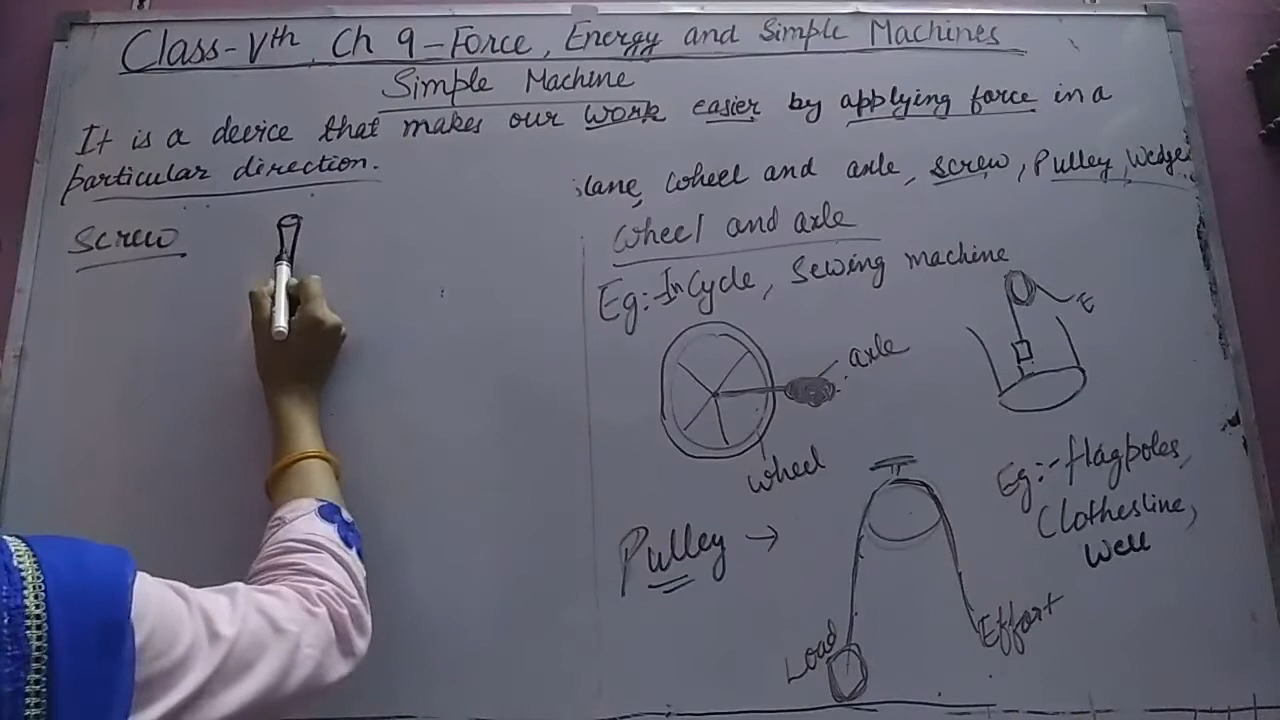 Class-Vth, Ch 9-Force, Energy and Simple Machines
Simple Machine
It is a device that makes our work easier by applying force in a
particular direction.
lane, wheel and axle, screw, Pulley, Wedge.
Screw
Wheel and axle
Eg:- In Cycle, Sewing machine
E
axle
wheel
Eg:- flagpoles,
Clothesline,
Well
Pulley →
Effort
Load